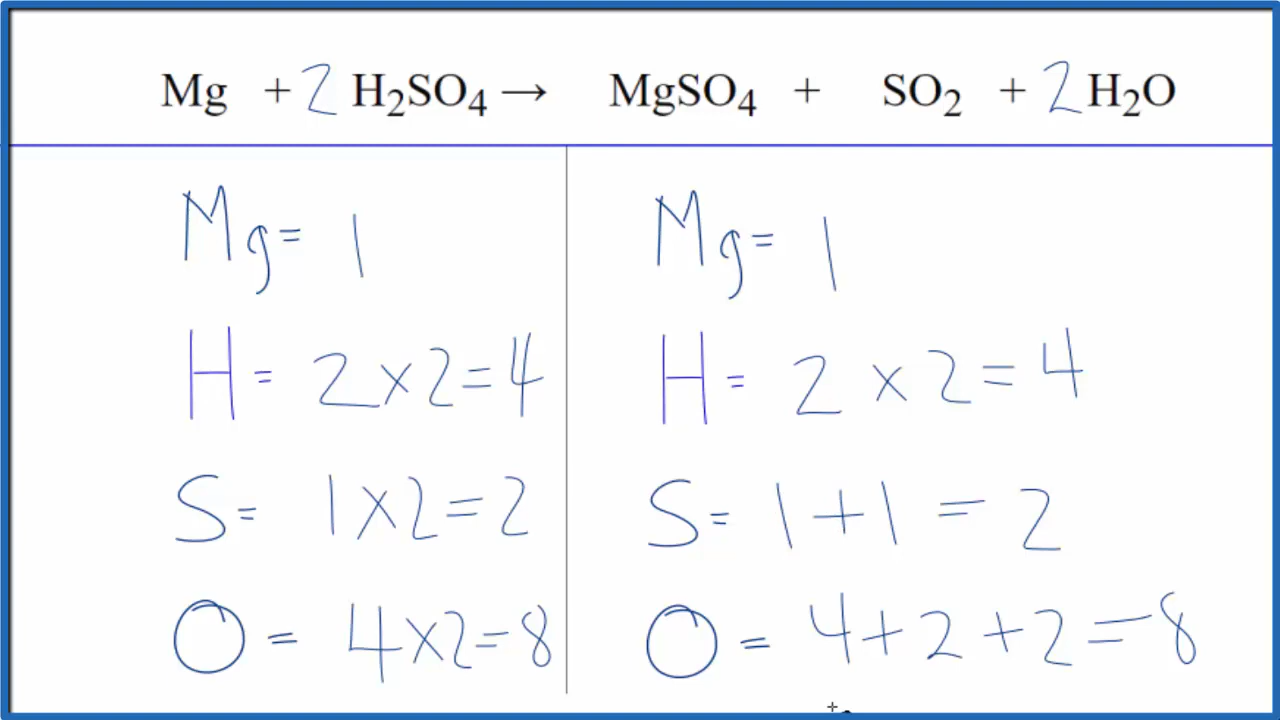 Mg + 2 H₂SO₄ → MgSO₄ + SO₂ + 2 H₂O
Mg = 1
H = 2 x 2 = 4
S = 1 x 2 = 2
O = 4 x 2 = 8
Mg = 1
H = 2 x 2 = 4
S = 1 + 1 = 2
O = 4 + 2 + 2 = 8